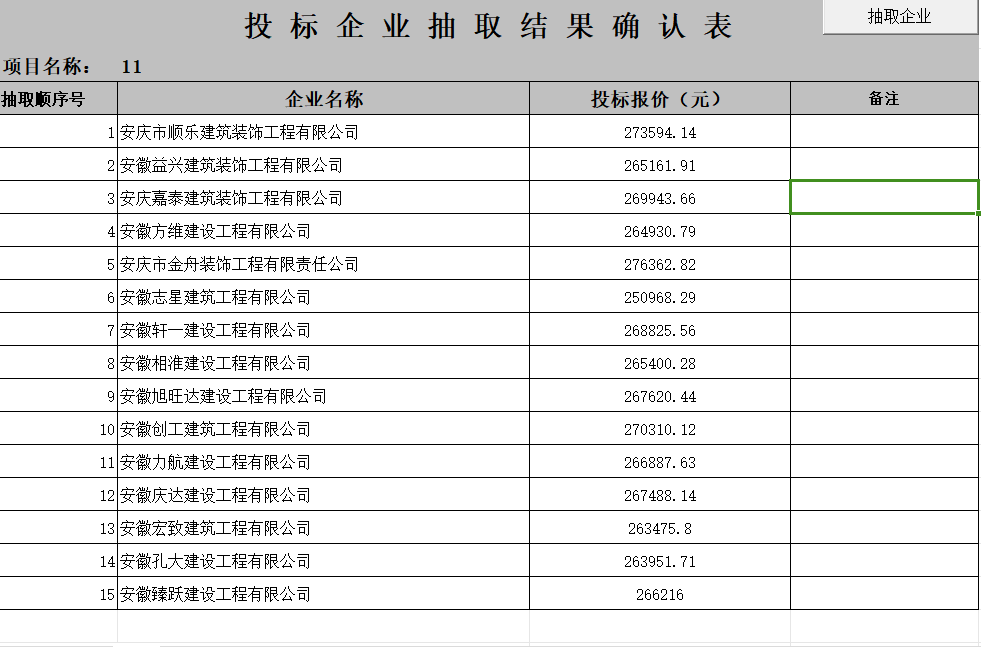 投标企业抽取结果确认表
抽取企业
项目名称： 11
抽取顺序号 企业名称 投标报价（元） 备注
1 安庆市顺乐建筑装饰工程有限公司 273594.14
2 安徽益兴建筑装饰工程有限公司 265161.91
3 安庆嘉泰建筑装饰工程有限公司 269943.66
4 安徽方维建设工程有限公司 264930.79
5 安庆市金舟装饰工程有限责任公司 276362.82
6 安徽志星建筑工程有限公司 250968.29
7 安徽轩一建设工程有限公司 268825.56
8 安徽相淮建设工程有限公司 265400.28
9 安徽旭旺达建设工程有限公司 267620.44
10 安徽创工建筑工程有限公司 270310.12
11 安徽力航建设工程有限公司 266887.63
12 安徽庆达建设工程有限公司 267488.14
13 安徽宏致建筑工程有限公司 263475.8
14 安徽孔大建设工程有限公司 263951.71
15 安徽臻跃建设工程有限公司 266216